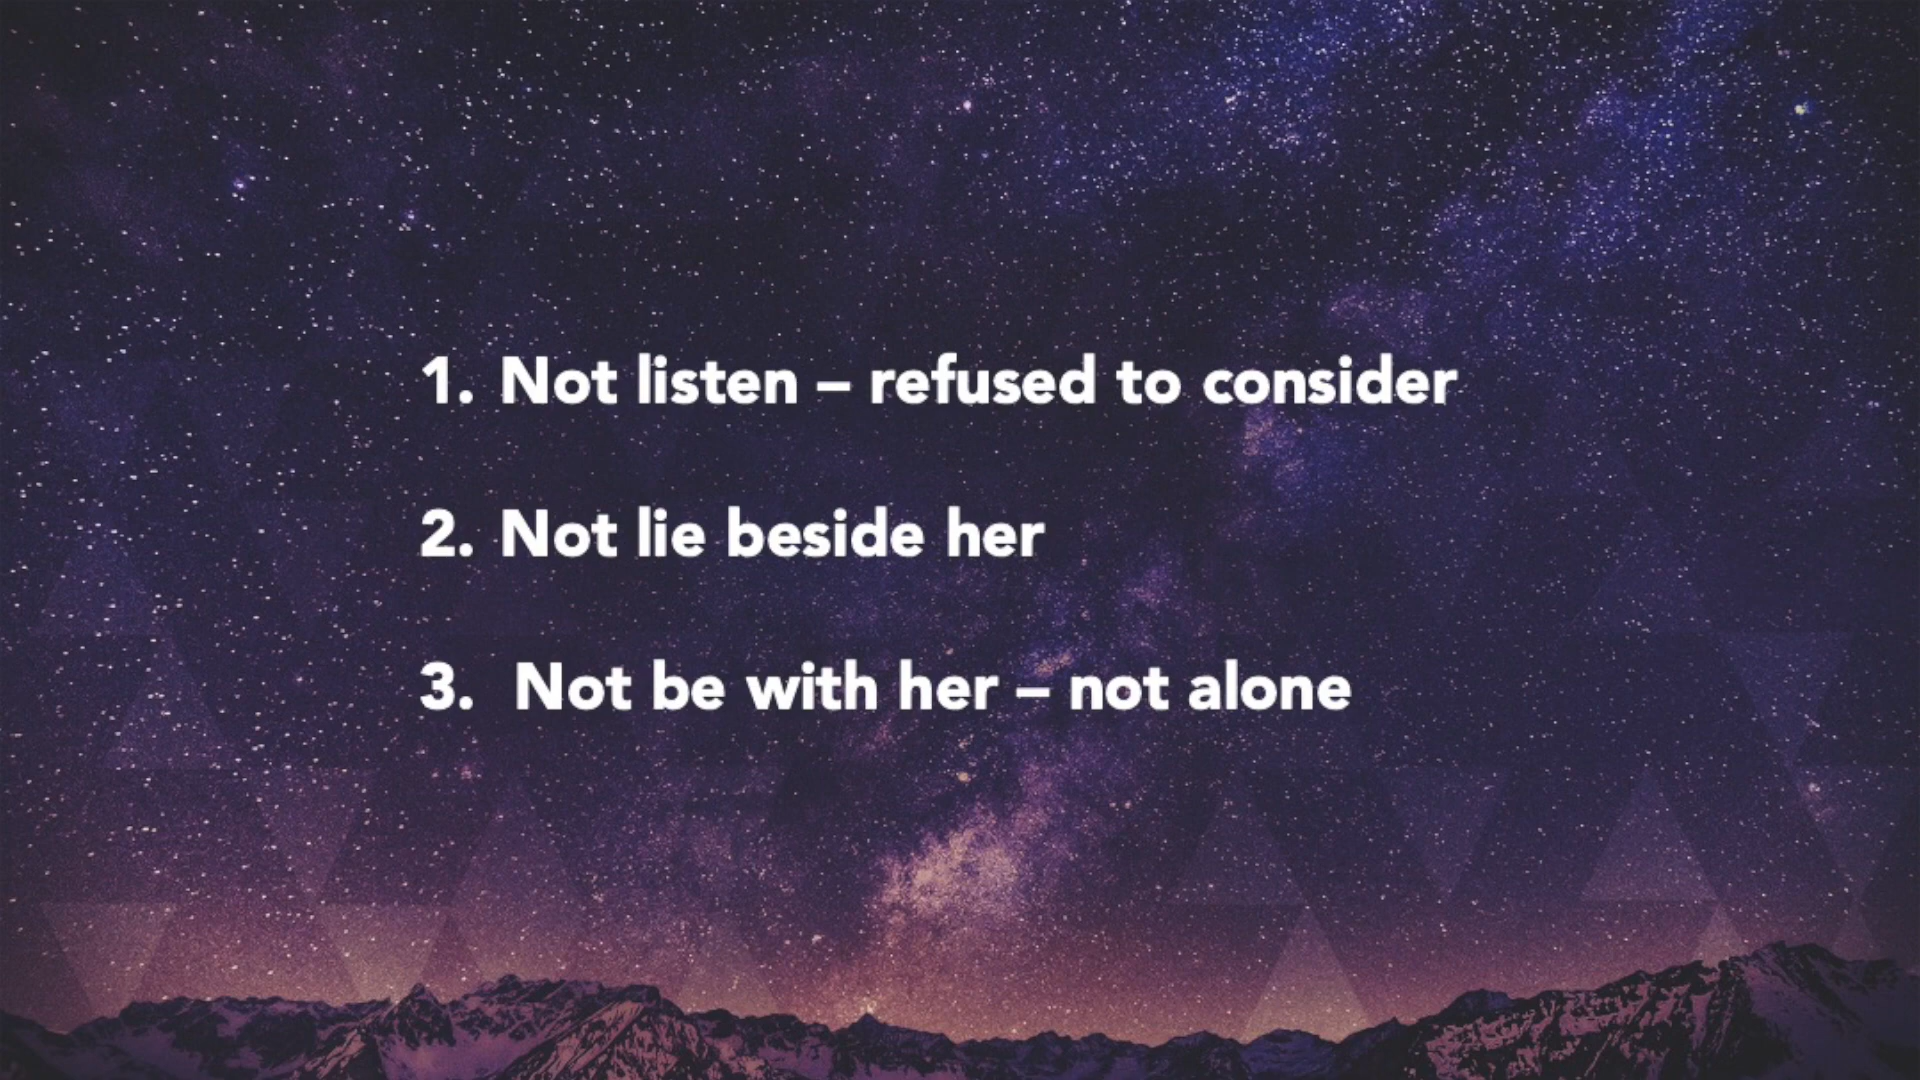 1. Not listen – refused to consider
2. Not lie beside her
3. Not be with her – not alone